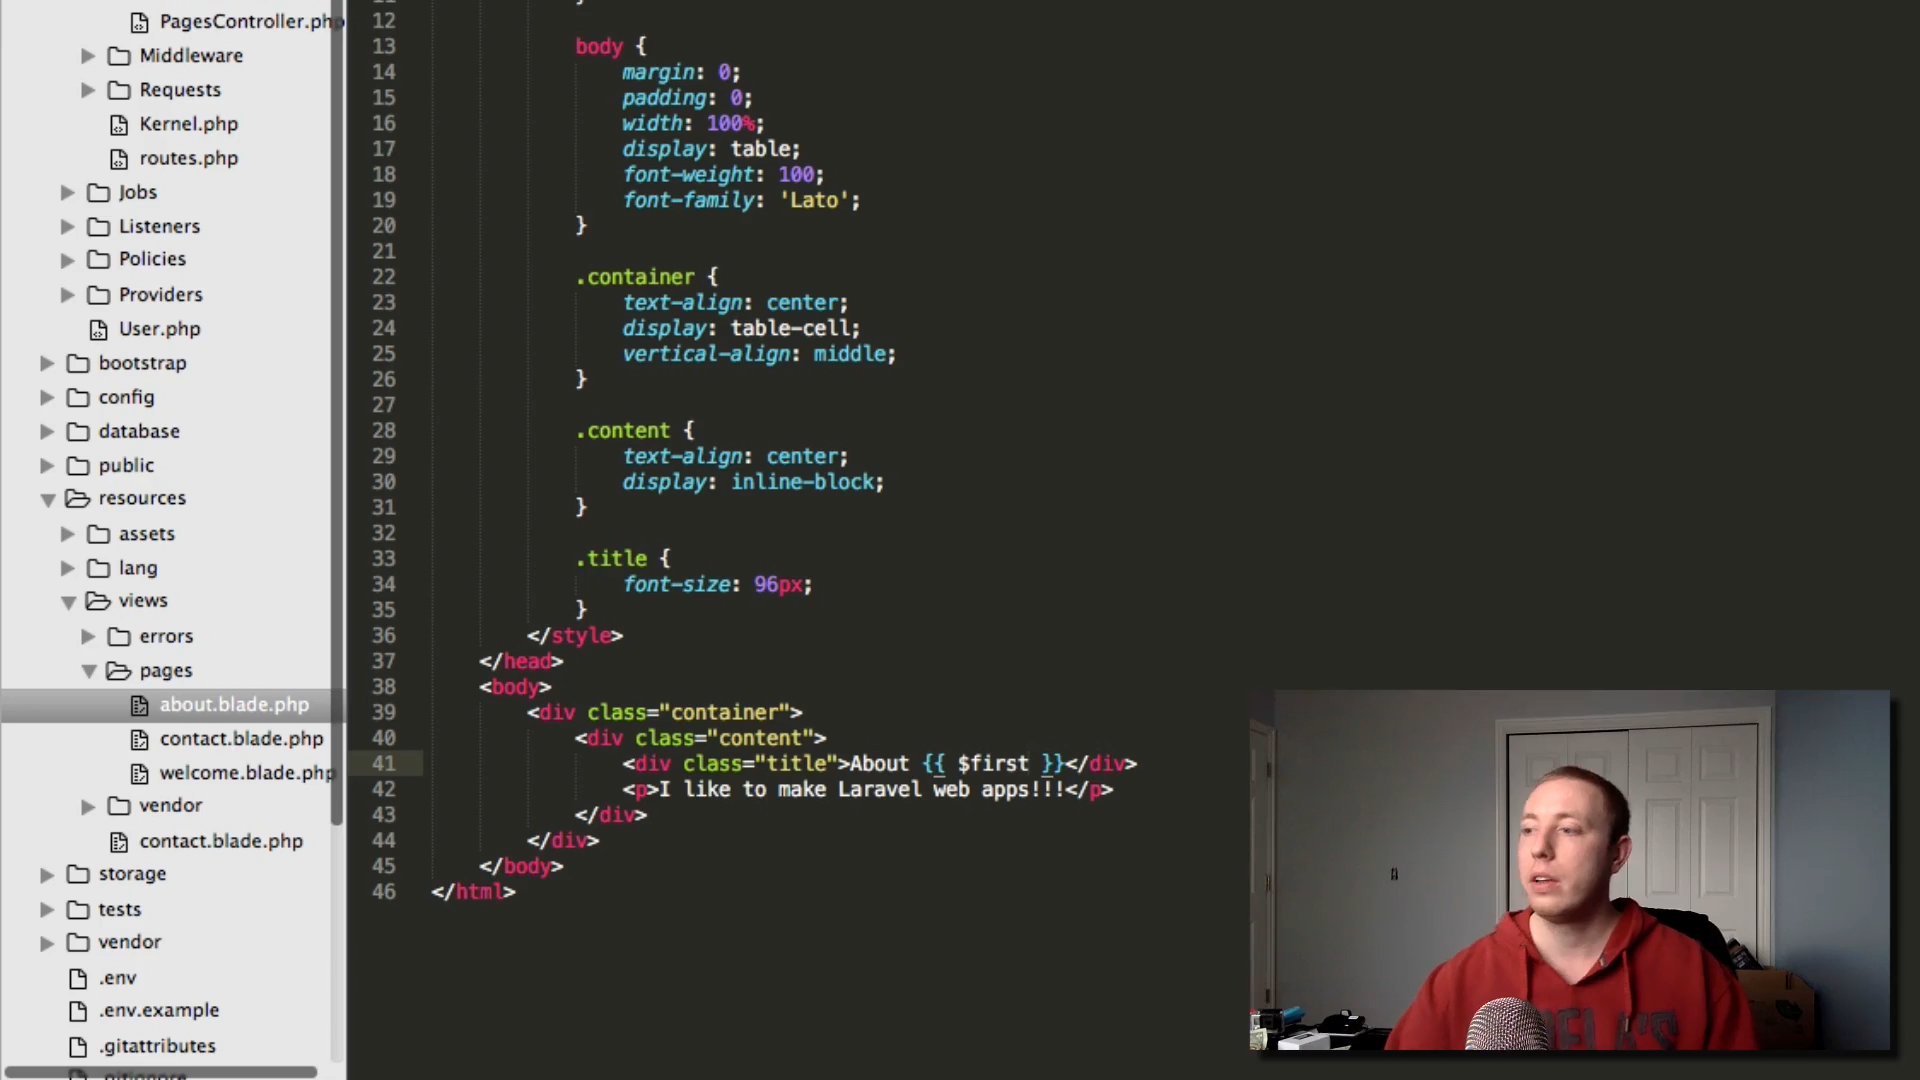 PagesController.php
Middleware
Requests
Kernel.php
routes.php
Jobs
Listeners
Policies
Providers
User.php
bootstrap
config
database
public
resources
assets
lang
views
errors
pages
about.blade.php
contact.blade.php
welcome.blade.php
vendor
contact.blade.php
storage
tests
vendor
.env
.env.example
.gitattributes
12
13 body {
14 margin: 0;
15 padding: 0;
16 width: 100%;
17 display: table;
18 font-weight: 100;
19 font-family: 'Lato';
20 }
21
22 .container {
23 text-align: center;
24 display: table-cell;
25 vertical-align: middle;
26 }
27
28 .content {
29 text-align: center;
30 display: inline-block;
31 }
32
33 .title {
34 font-size: 96px;
35 }
36 </style>
37 </head>
38 <body>
39 <div class="container">
40 <div class="content">
41 <div class="title">About {{ $first }}</div>
42 <p>I like to make Laravel web apps!!!</p>
43 </div>
44 </div>
45 </body>
46 </html>